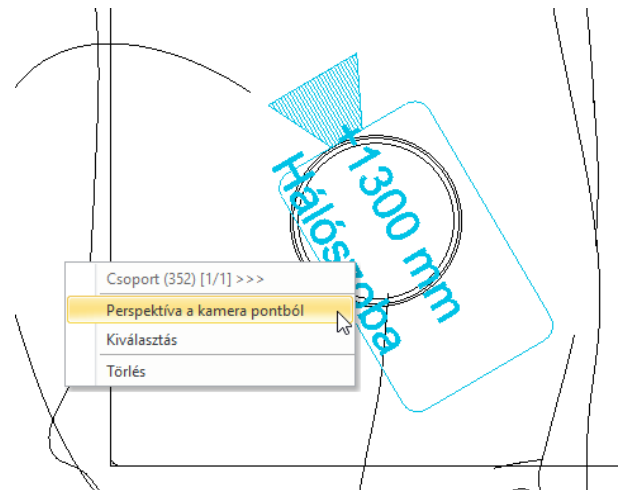 +1300 mm
Hálószoba
Csoport (352) [1/1] >>>
Perspektíva a kamera pontból
Kiválasztás
Törlés